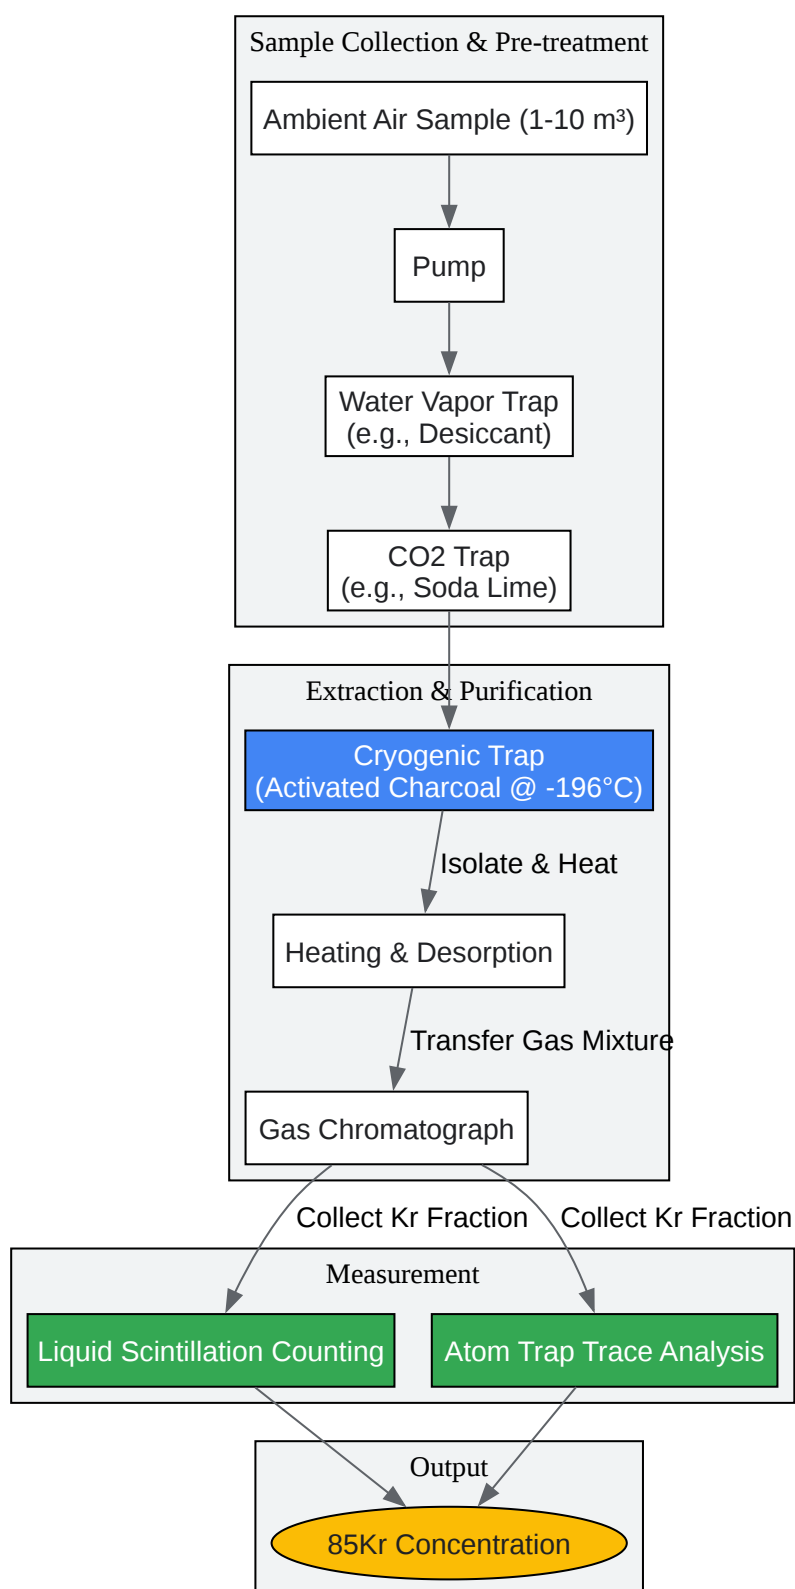 Sample Collection & Pre-treatment
Ambient Air Sample (1-10 m³)
Pump
Water Vapor Trap
(e.g., Desiccant)
CO2 Trap
(e.g., Soda Lime)
Extraction & Purification
Cryogenic Trap
(Activated Charcoal @ -196°C)
Isolate & Heat
Heating & Desorption
Transfer Gas Mixture
Gas Chromatograph
Collect Kr Fraction
Collect Kr Fraction
Measurement
Liquid Scintillation Counting
Atom Trap Trace Analysis
Output
85Kr Concentration